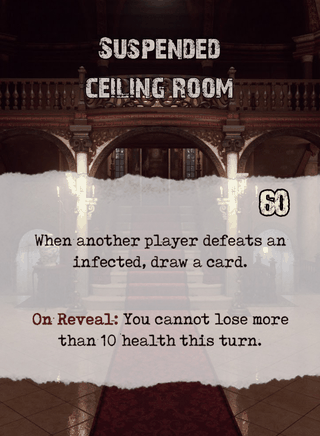 SUSPENDED
CEILING ROOM
60
When another player defeats an
infected, draw a card.
On Reveal: You cannot lose more
than 10 health this turn.